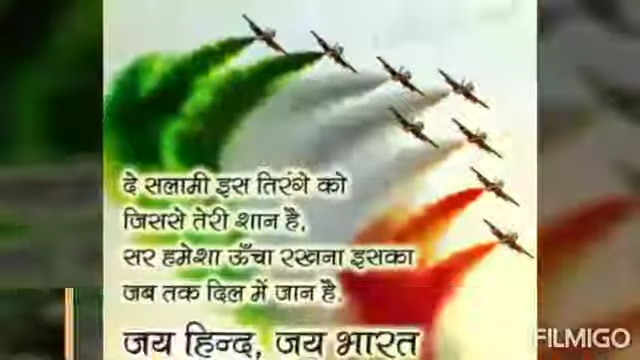 दे सलामी इस तिरंगे को
जिससे तेरी शान है,
सर हमेशा ऊँचा रखना इसका
जब तक दिल में जान है.
जय हिन्द, जय भारत
FILMIGO